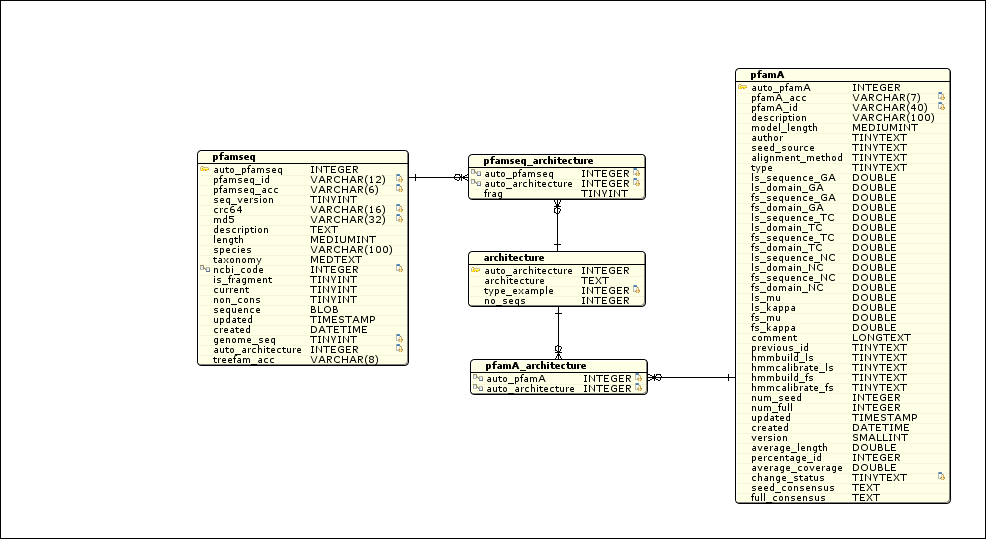 pfamseq
auto_pfamseq INTEGER
pfamseq_id VARCHAR(12)
pfamseq_acc VARCHAR(6)
seq_version TINYINT
crc64 VARCHAR(16)
md5 VARCHAR(32)
description TEXT
length MEDIUMINT
species VARCHAR(100)
taxonomy MEDTEXT
ncbi_code INTEGER
is_fragment TINYINT
current TINYINT
non_cons TINYINT
sequence BLOB
updated TIMESTAMP
created DATETIME
genome_seq TINYINT
auto_architecture INTEGER
treefam_acc VARCHAR(8)
pfamseq_architecture
auto_pfamseq INTEGER
auto_architecture INTEGER
frag TINYINT
architecture
auto_architecture INTEGER
architecture TEXT
type_example INTEGER
no_seqs INTEGER
pfamA_architecture
auto_pfamA INTEGER
auto_architecture INTEGER
pfamA
auto_pfamA INTEGER
pfamA_acc VARCHAR(7)
pfamA_id VARCHAR(40)
description VARCHAR(100)
model_length MEDIUMINT
author TINYTEXT
seed_source TINYTEXT
alignment_method TINYTEXT
type TINYTEXT
ls_sequence_GA DOUBLE
ls_domain_GA DOUBLE
fs_sequence_GA DOUBLE
fs_domain_GA DOUBLE
ls_sequence_TC DOUBLE
ls_domain_TC DOUBLE
fs_sequence_TC DOUBLE
fs_domain_TC DOUBLE
ls_sequence_NC DOUBLE
ls_domain_NC DOUBLE
fs_sequence_NC DOUBLE
fs_domain_NC DOUBLE
ls_mu DOUBLE
ls_kappa DOUBLE
fs_mu DOUBLE
fs_kappa DOUBLE
comment LONGTEXT
previous_id TINYTEXT
hmmbuild_ls TINYTEXT
hmmcalibrate_ls TINYTEXT
hmmbuild_fs TINYTEXT
hmmcalibrate_fs TINYTEXT
num_seed INTEGER
num_full INTEGER
updated TIMESTAMP
created DATETIME
version SMALLINT
average_length DOUBLE
percentage_id INTEGER
average_coverage DOUBLE
change_status TINYTEXT
seed_consensus TEXT
full_consensus TEXT